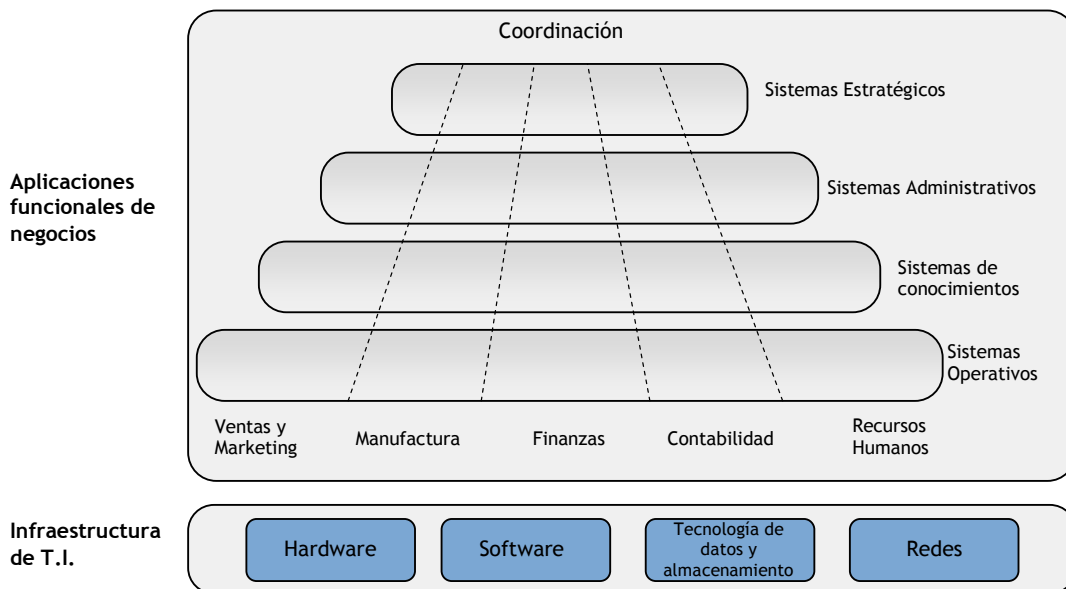 Coordinación
Sistemas Estratégicos
Aplicaciones
funcionales de
negocios
Sistemas Administrativos
Sistemas de
conocimientos
Sistemas
Operativos
Ventas y
Marketing
Manufactura
Finanzas
Contabilidad
Recursos
Humanos
Infraestructura
de T.I.
Hardware
Software
Tecnología de
datos y
almacenamiento
Redes